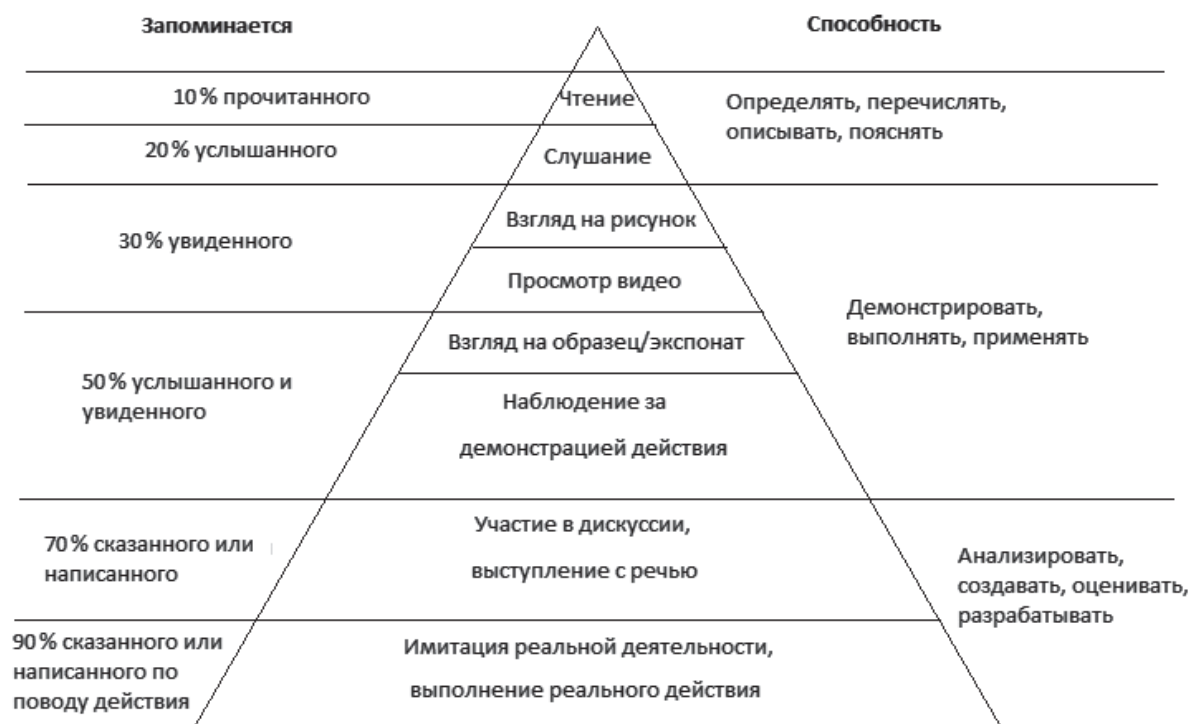 Запоминается
Способность
10% прочитанного
Чтение
Определять, перечислять,
описывать, пояснять
20% услышанного
Слушание
30% увиденного
Взгляд на рисунок
Просмотр видео
Демонстрировать,
выполнять, применять
50% услышанного и
увиденного
Взгляд на образец/экспонат
Наблюдение за
демонстрацией действия
70% сказанного или
написанного
Участие в дискуссии,
выступление с речью
Анализировать,
создавать, оценивать,
разрабатывать
90% сказанного или
написанного по
поводу действия
Имитация реальной деятельности,
выполнение реального действия